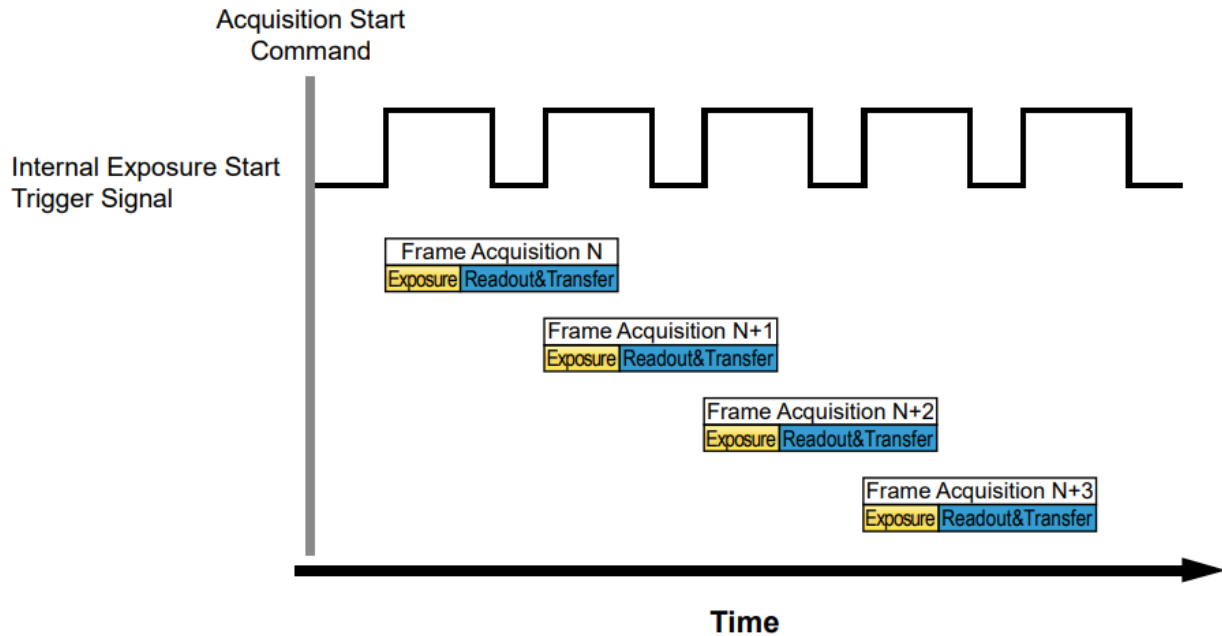 Acquisition Start
Command
Internal Exposure Start
Trigger Signal
Frame Acquisition N
Exposure Readout&Transfer
Frame Acquisition N+1
Exposure Readout&Transfer
Frame Acquisition N+2
Exposure Readout&Transfer
Frame Acquisition N+3
Exposure Readout&Transfer
Time